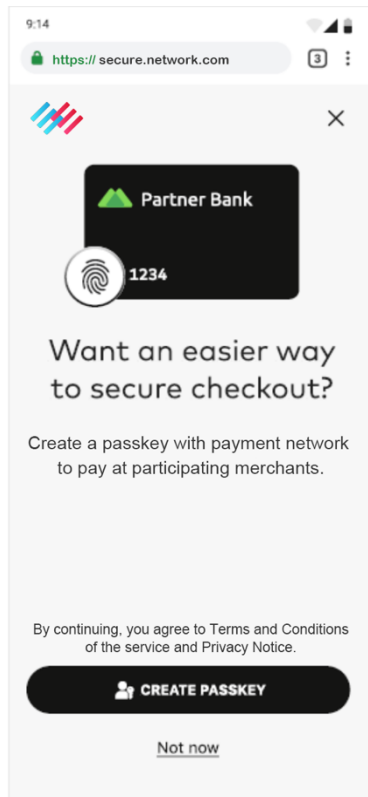 9:14
https:// secure.network.com
3
Partner Bank
1234
Want an easier way
to secure checkout?
Create a passkey with payment network
to pay at participating merchants.
By continuing, you agree to Terms and Conditions
of the service and Privacy Notice.
CREATE PASSKEY
Not now